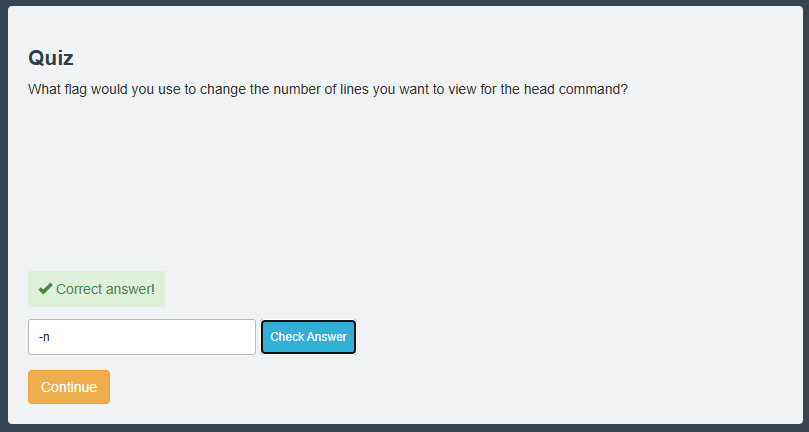 Quiz
What flag would you use to change the number of lines you want to view for the head command?
Correct answer!
-n
Check Answer
Continue